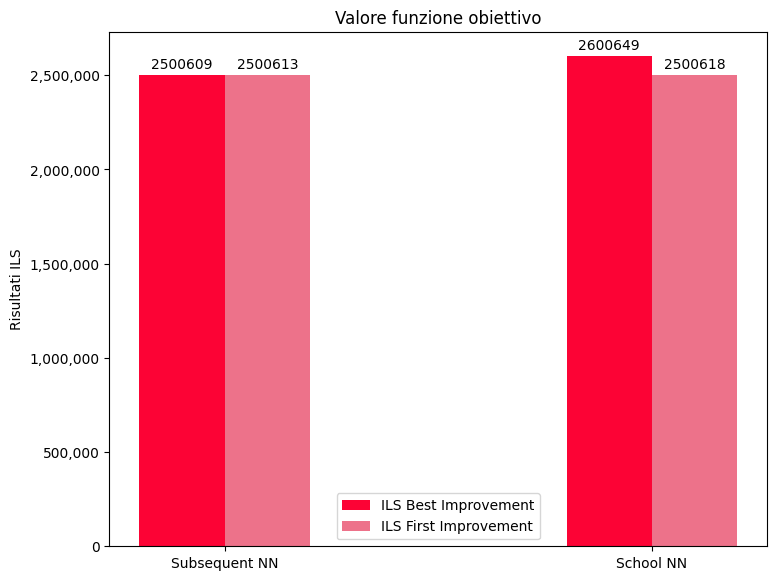 Valore funzione obiettivo
2500609
2500613
2600649
2500618
2,500,000
2,000,000
1,500,000
1,000,000
500,000
0
Risultati ILS
ILS Best Improvement
ILS First Improvement
Subsequent NN
School NN